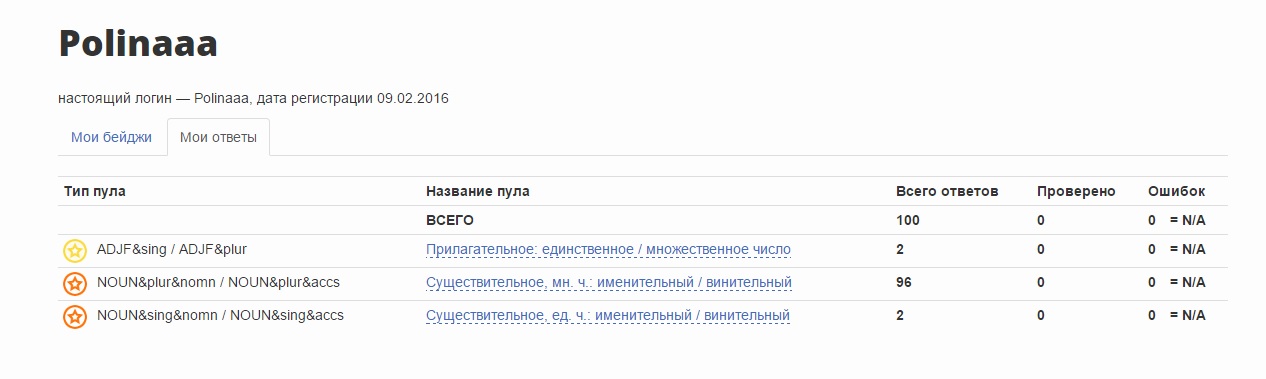 Polinaaa
настоящий логин — Polinaaa, дата регистрации 09.02.2016
Мои бейджи Мои ответы
Тип пула Название пула Всего ответов Проверено Ошибок
ВСЕГО 100 0 0 = N/A
ADJF&sing / ADJF&plur Прилагательное: единственное / множественное число 2 0 0 = N/A
NOUN&plur&nomn / NOUN&plur&accs Существительное, мн. ч.: именительный / винительный 96 0 0 = N/A
NOUN&sing&nomn / NOUN&sing&accs Существительное, ед. ч.: именительный / винительный 2 0 0 = N/A